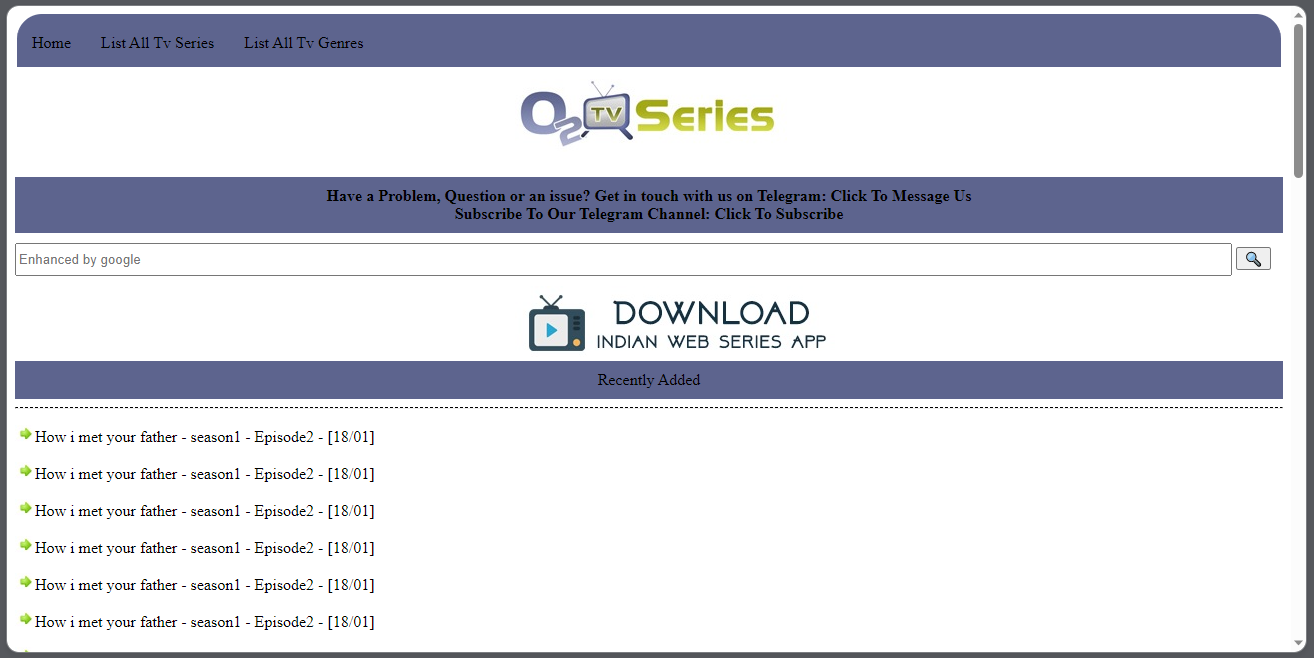 Home List All Tv Series List All Tv Genres
O2 TV Series
Have a Problem, Question or an issue? Get in touch with us on Telegram: Click To Message Us
Subscribe To Our Telegram Channel: Click To Subscribe
Enhanced by google
DOWNLOAD
INDIAN WEB SERIES APP
Recently Added
How i met your father - season1 - Episode2 - [18/01]
How i met your father - season1 - Episode2 - [18/01]
How i met your father - season1 - Episode2 - [18/01]
How i met your father - season1 - Episode2 - [18/01]
How i met your father - season1 - Episode2 - [18/01]
How i met your father - season1 - Episode2 - [18/01]